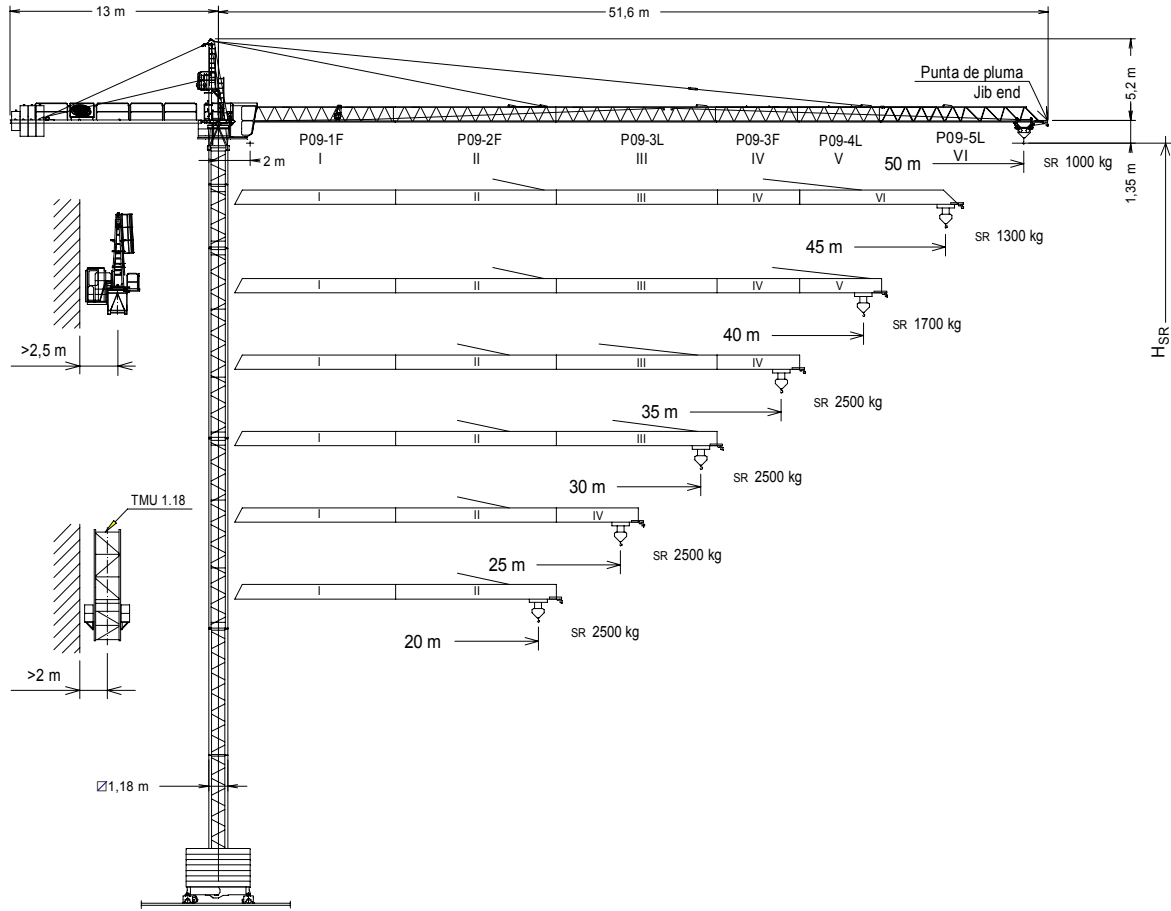 13 m
51,6 m
Punta de pluma
Jib end
5,2 m
P09-1F
P09-2F
P09-3L
P09-3F
P09-4L
P09-5L
I
II
III
IV
V
VI
2 m
50 m
SR 1000 kg
1,35 m
I
II
III
IV
VI
SR 1300 kg
45 m
I
II
III
IV
V
SR 1700 kg
40 m
>2,5 m
HSR
I
II
III
IV
SR 2500 kg
35 m
I
II
III
SR 2500 kg
30 m
TMU 1.18
I
II
IV
SR 2500 kg
25 m
I
II
SR 2500 kg
20 m
>2 m
1,18 m